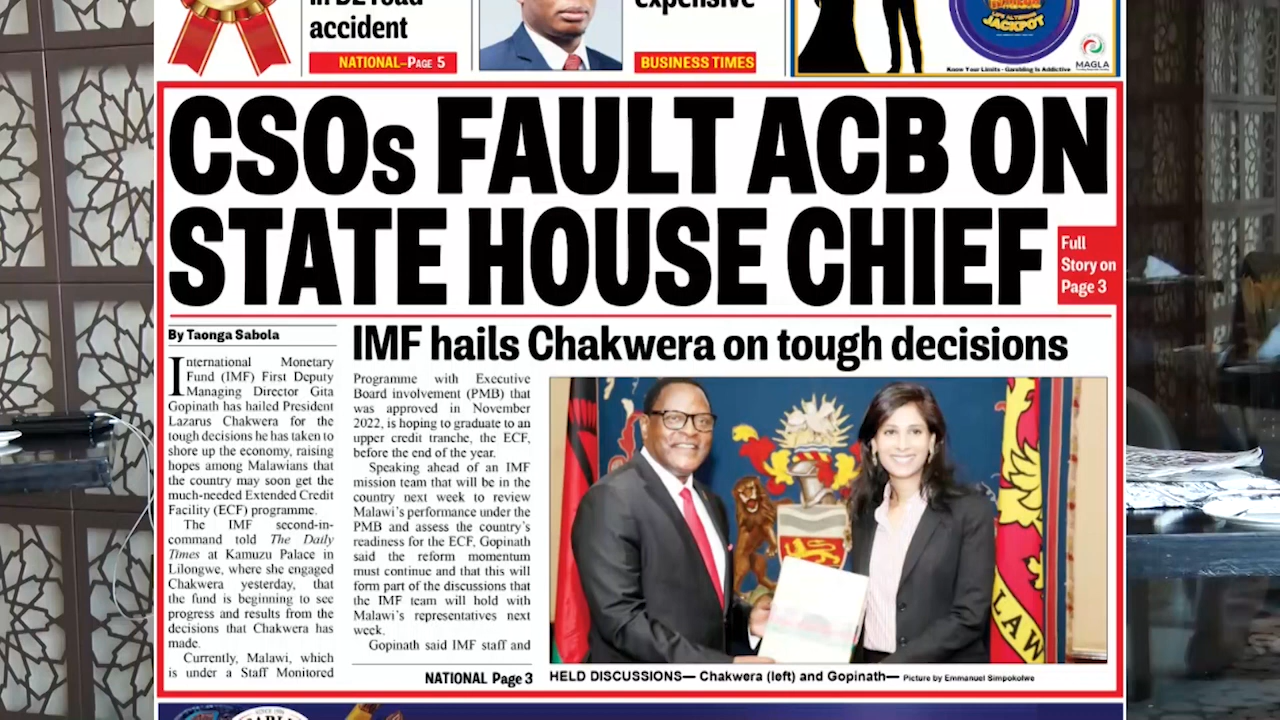 accident
NATIONAL–PAGE 5
expensive
BUSINESS TIMES
JACKPOT
Know Your Limits - Gambling Is Addictive
MAGLA
CSOs FAULT ACB ON
STATE HOUSE CHIEF
Full
Story on
Page 3
By Taonga Sabola
International Monetary
Fund (IMF) First Deputy
Managing Director Gita
Gopinath has hailed President
Lazarus Chakwera for the
tough decisions he has taken to
shore up the economy, raising
hopes among Malawians that
the country may soon get the
much-needed Extended Credit
Facility (ECF) programme.
The IMF second-in-
command told The Daily
Times at Kamuzu Palace in
Lilongwe, where she engaged
Chakwera yesterday, that
the fund is beginning to see
progress and results from the
decisions that Chakwera has
made.
Currently, Malawi, which
is under a Staff Monitored
IMF hails Chakwera on tough decisions
Programme with Executive
Board involvement (PMB) that
was approved in November
2022, is hoping to graduate to an
upper credit tranche, the ECF,
before the end of the year.
Speaking ahead of an IMF
mission team that will be in the
country next week to review
Malawi's performance under the
PMB and assess the country's
readiness for the ECF, Gopinath
said the reform momentum
must continue and that this will
form part of the discussions that
the IMF team will hold with
Malawi's representatives next
week.
Gopinath said IMF staff and
NATIONAL Page 3
LAW
HELD DISCUSSIONS— Chakwera (left) and Gopinath— Picture by Emmanuel Simpokolwe